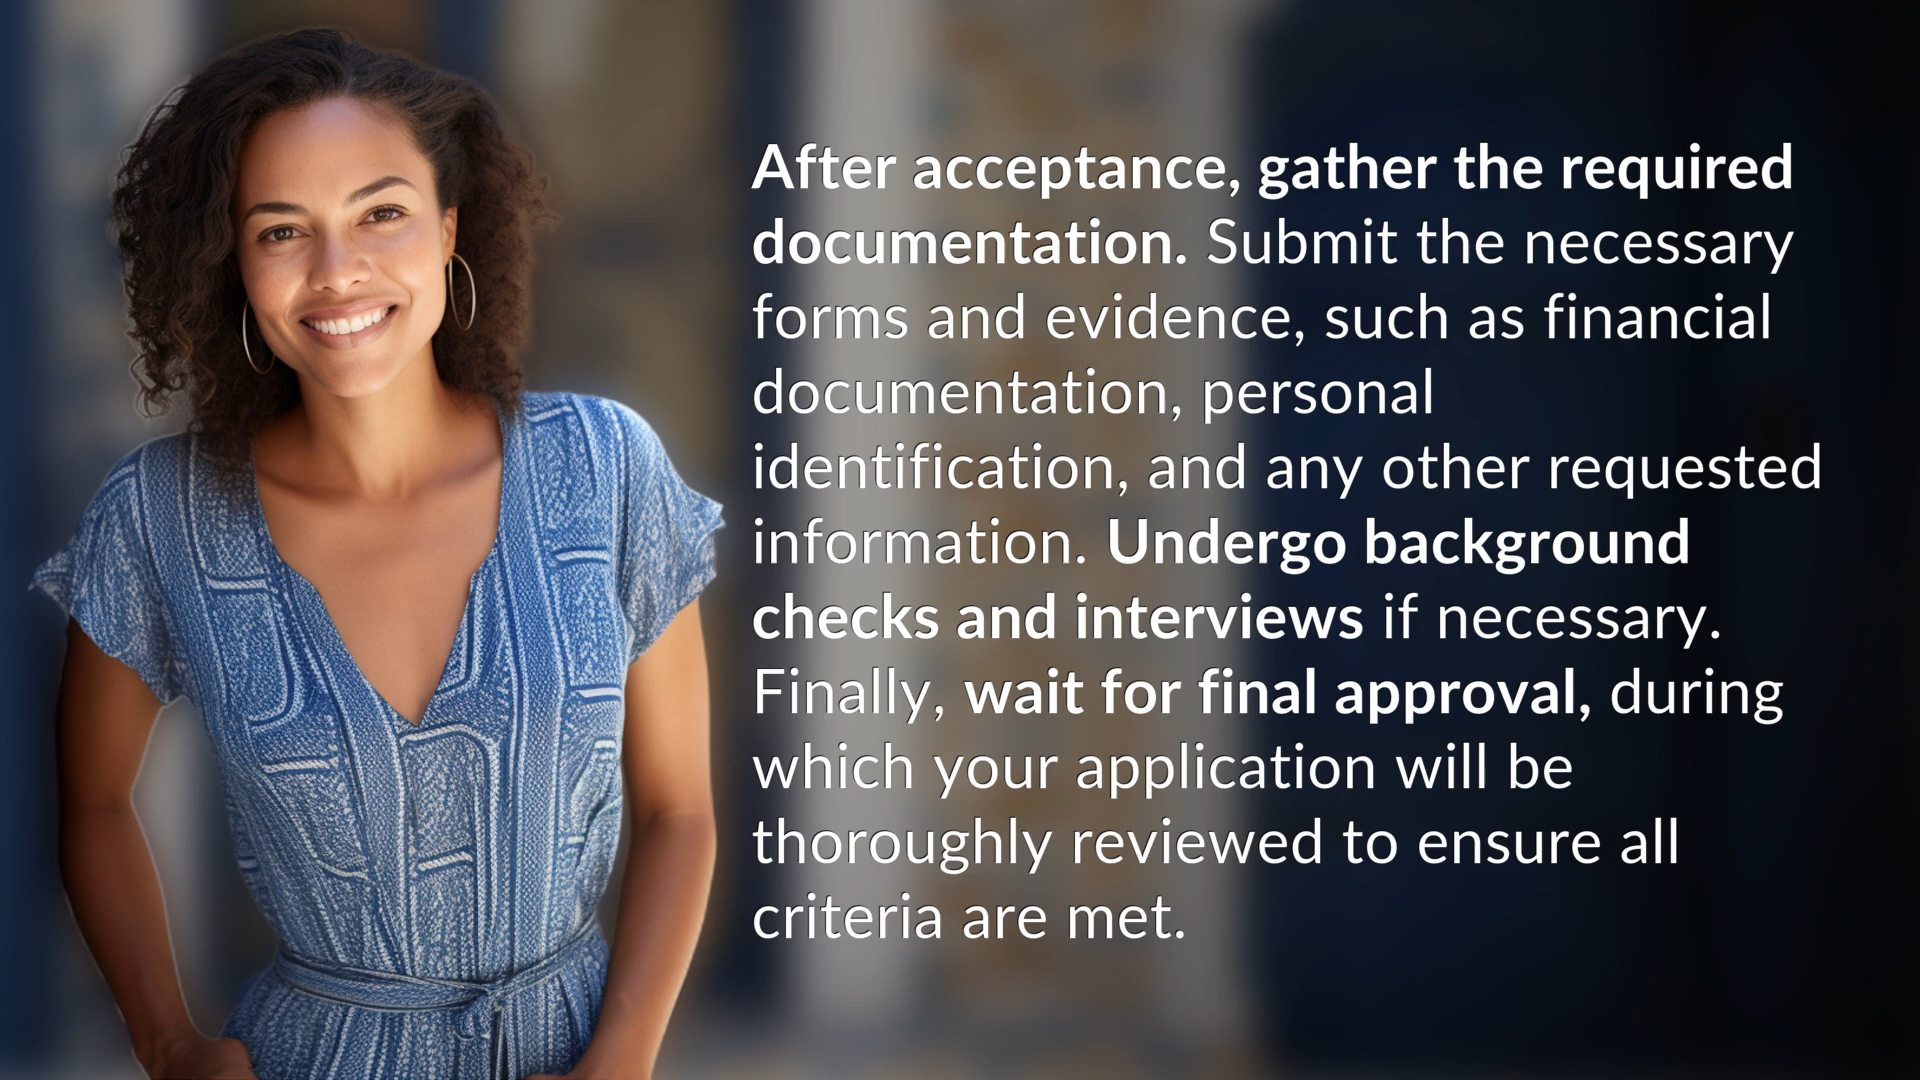 After acceptance, gather the required
documentation. Submit the necessary
forms and evidence, such as financial
documentation, personal
identification, and any other requested
information. Undergo background
checks and interviews if necessary.
Finally, wait for final approval, during
which your application will be
thoroughly reviewed to ensure all
criteria are met.